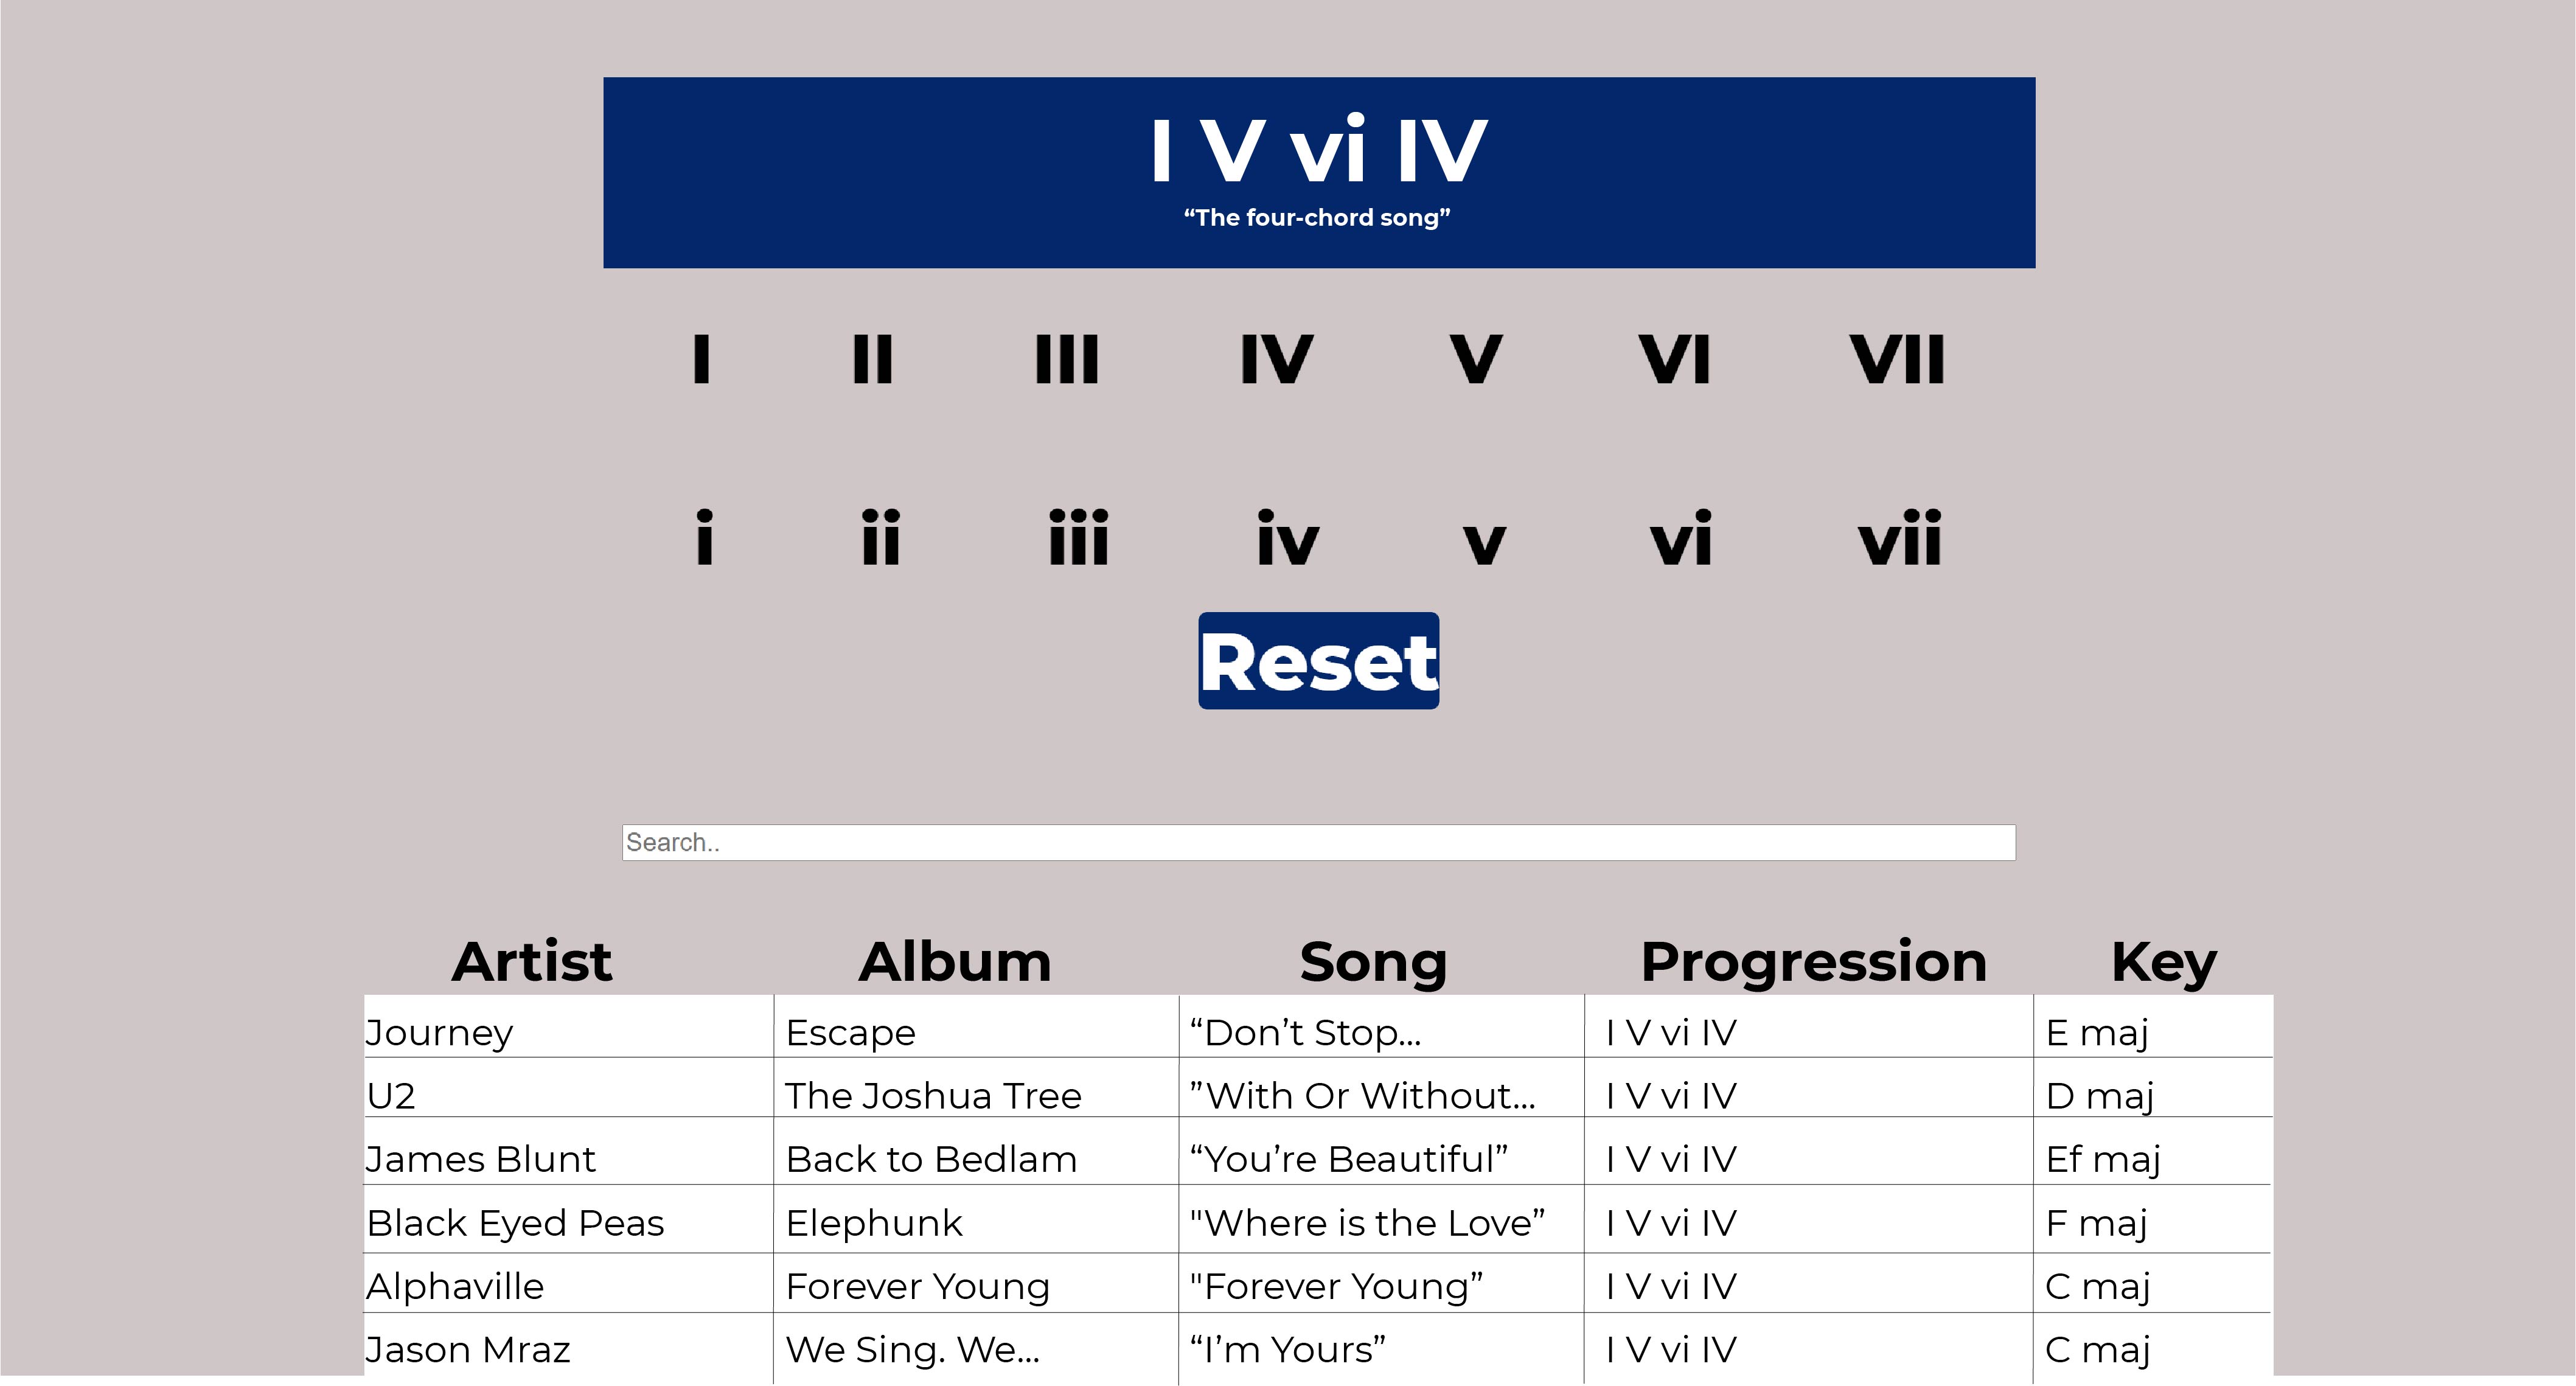 I V vi IV
“The four-chord song”
I II III IV V VI VII
i ii iii iv v vi vii
Reset
Search..
Artist Album Song Progression Key
Journey Escape “Don’t Stop... I V vi IV E maj
U2 The Joshua Tree ”With Or Without... I V vi IV D maj
James Blunt Back to Bedlam “You’re Beautiful” I V vi IV Ef maj
Black Eyed Peas Elephunk "Where is the Love” I V vi IV F maj
Alphaville Forever Young "Forever Young” I V vi IV C maj
Jason Mraz We Sing. We... “I’m Yours” I V vi IV C maj